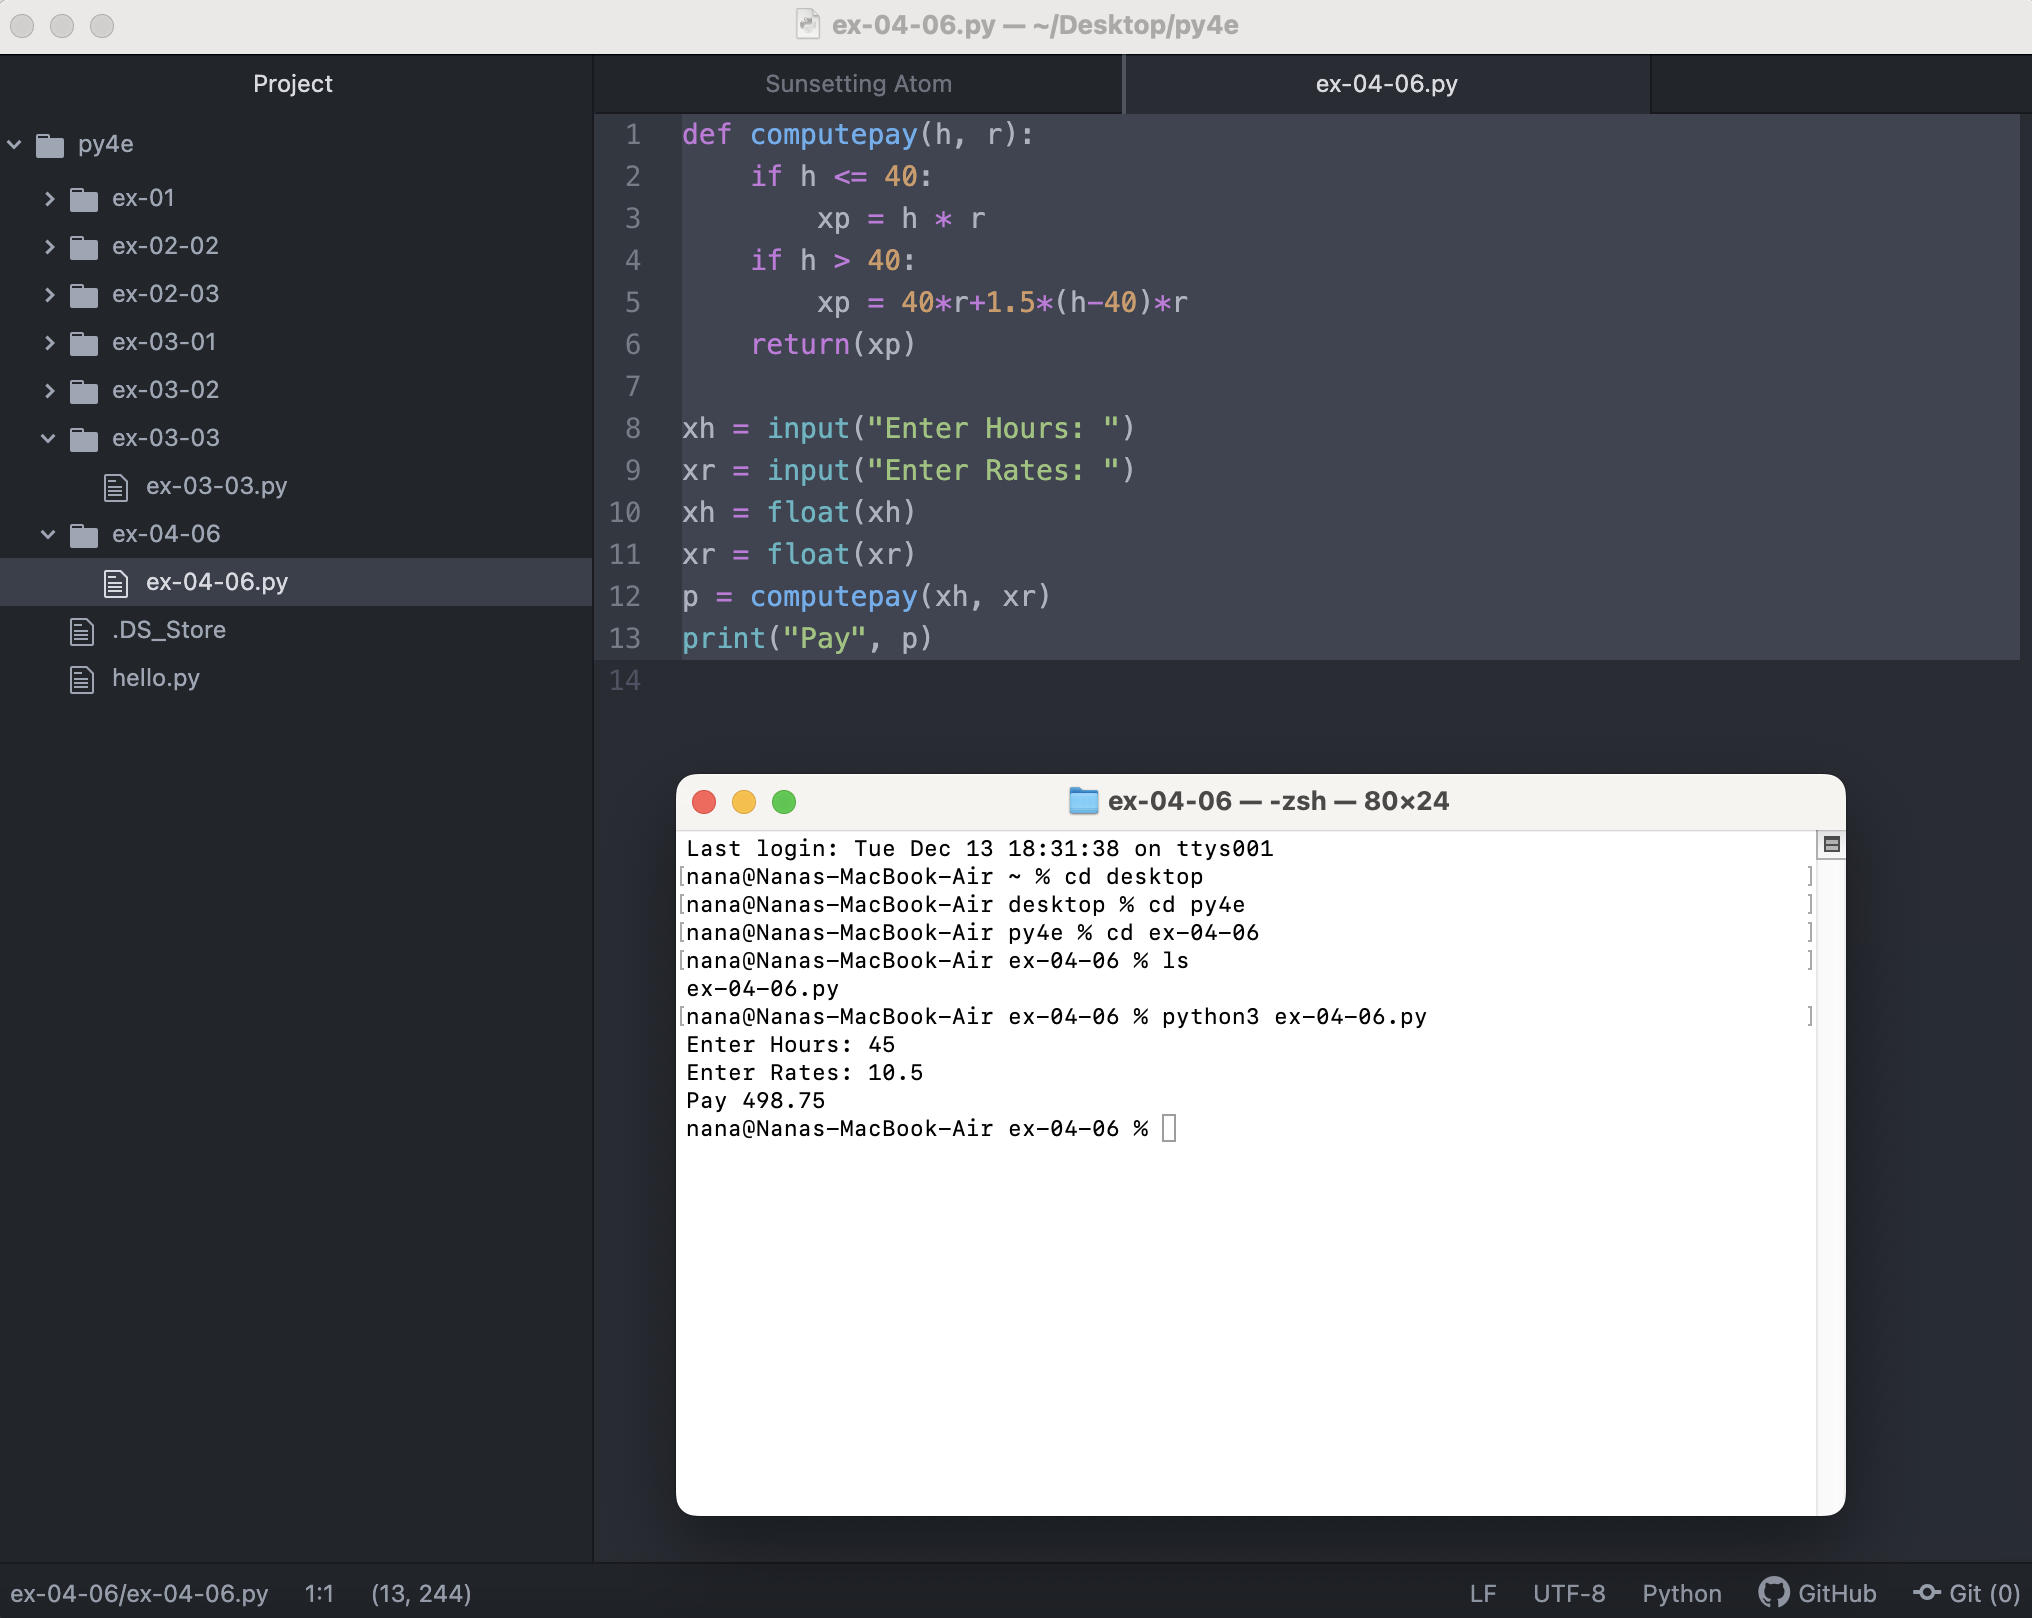 ex-04-06.py — ~/Desktop/py4e
Project
py4e
ex-01
ex-02-02
ex-02-03
ex-03-01
ex-03-02
ex-03-03
ex-03-03.py
ex-04-06
ex-04-06.py
.DS_Store
hello.py
Sunsetting Atom
ex-04-06.py
1 def computepay(h, r):
2     if h <= 40:
3         xp = h * r
4     if h > 40:
5         xp = 40*r+1.5*(h-40)*r
6     return(xp)
7
8 xh = input("Enter Hours: ")
9 xr = input("Enter Rates: ")
10 xh = float(xh)
11 xr = float(xr)
12 p = computepay(xh, xr)
13 print("Pay", p)
14
ex-04-06 — -zsh — 80×24
Last login: Tue Dec 13 18:31:38 on ttys001
[nana@Nanas-MacBook-Air ~ % cd desktop ]
[nana@Nanas-MacBook-Air desktop % cd py4e ]
[nana@Nanas-MacBook-Air py4e % cd ex-04-06 ]
[nana@Nanas-MacBook-Air ex-04-06 % ls ]
ex-04-06.py
[nana@Nanas-MacBook-Air ex-04-06 % python3 ex-04-06.py ]
Enter Hours: 45
Enter Rates: 10.5
Pay 498.75
nana@Nanas-MacBook-Air ex-04-06 %
ex-04-06/ex-04-06.py 1:1 (13, 244) LF UTF-8 Python GitHub Git (0)